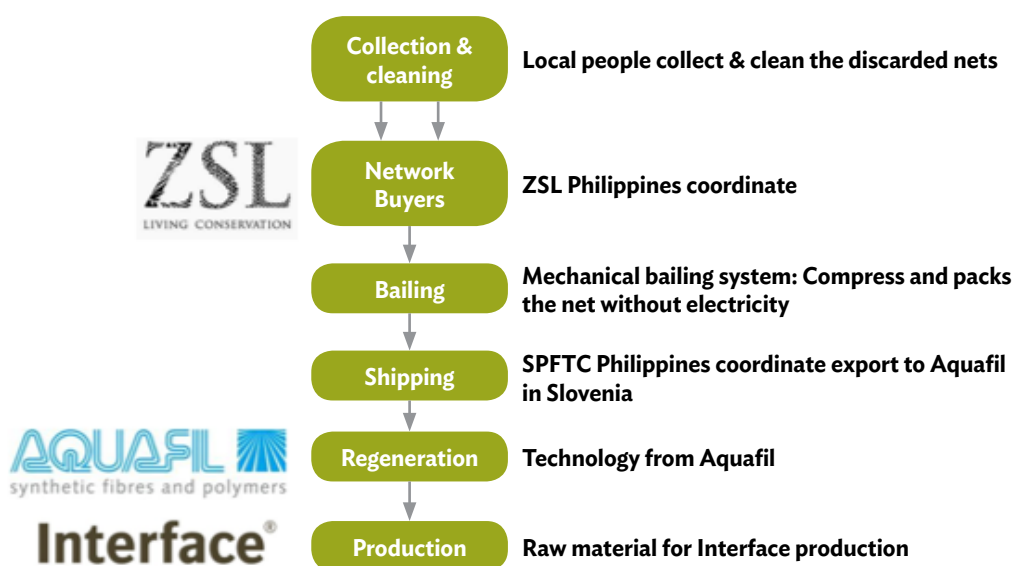 Collection &
cleaning
Local people collect & clean the discarded nets
ZSL
LIVING CONSERVATION
Network
Buyers
ZSL Philippines coordinate
Bailing
Mechanical bailing system: Compress and packs
the net without electricity
Shipping
SPFTC Philippines coordinate export to Aquafil
in Slovenia
AQUAFIL
synthetic fibres and polymers
Regeneration
Technology from Aquafil
Interface®
Production
Raw material for Interface production